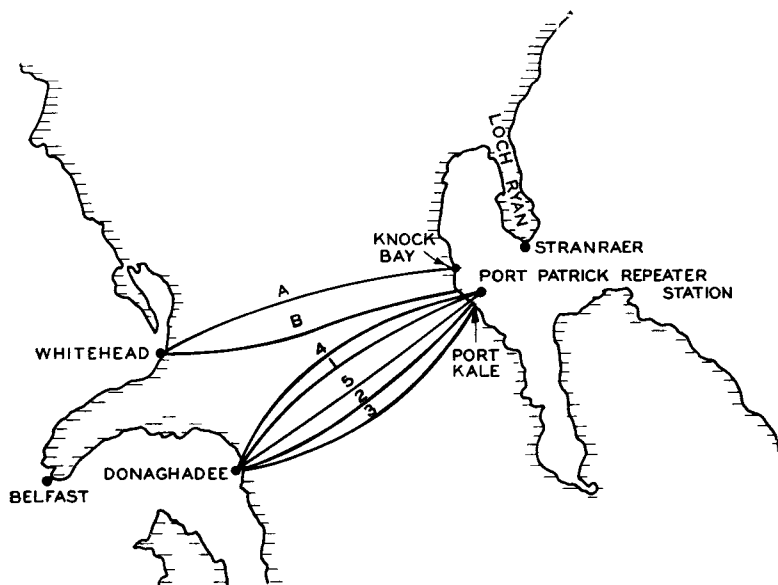 LOCH RYAN
KNOCK
BAY
STRANRAER
PORT PATRICK REPEATER
STATION
A
B
WHITEHEAD
4
1
5
2
3
PORT
KALE
DONAGHADEE
BELFAST